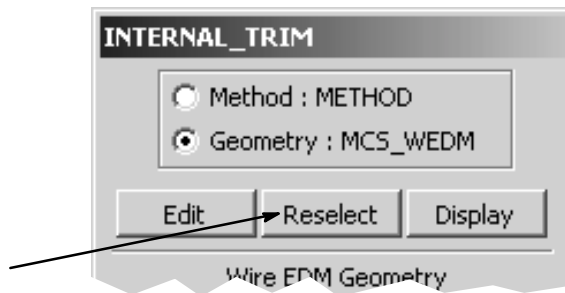 INTERNAL_TRIM
Method : METHOD
Geometry : MCS_WEDM
Edit Reselect Display
Wire EDM Geometry